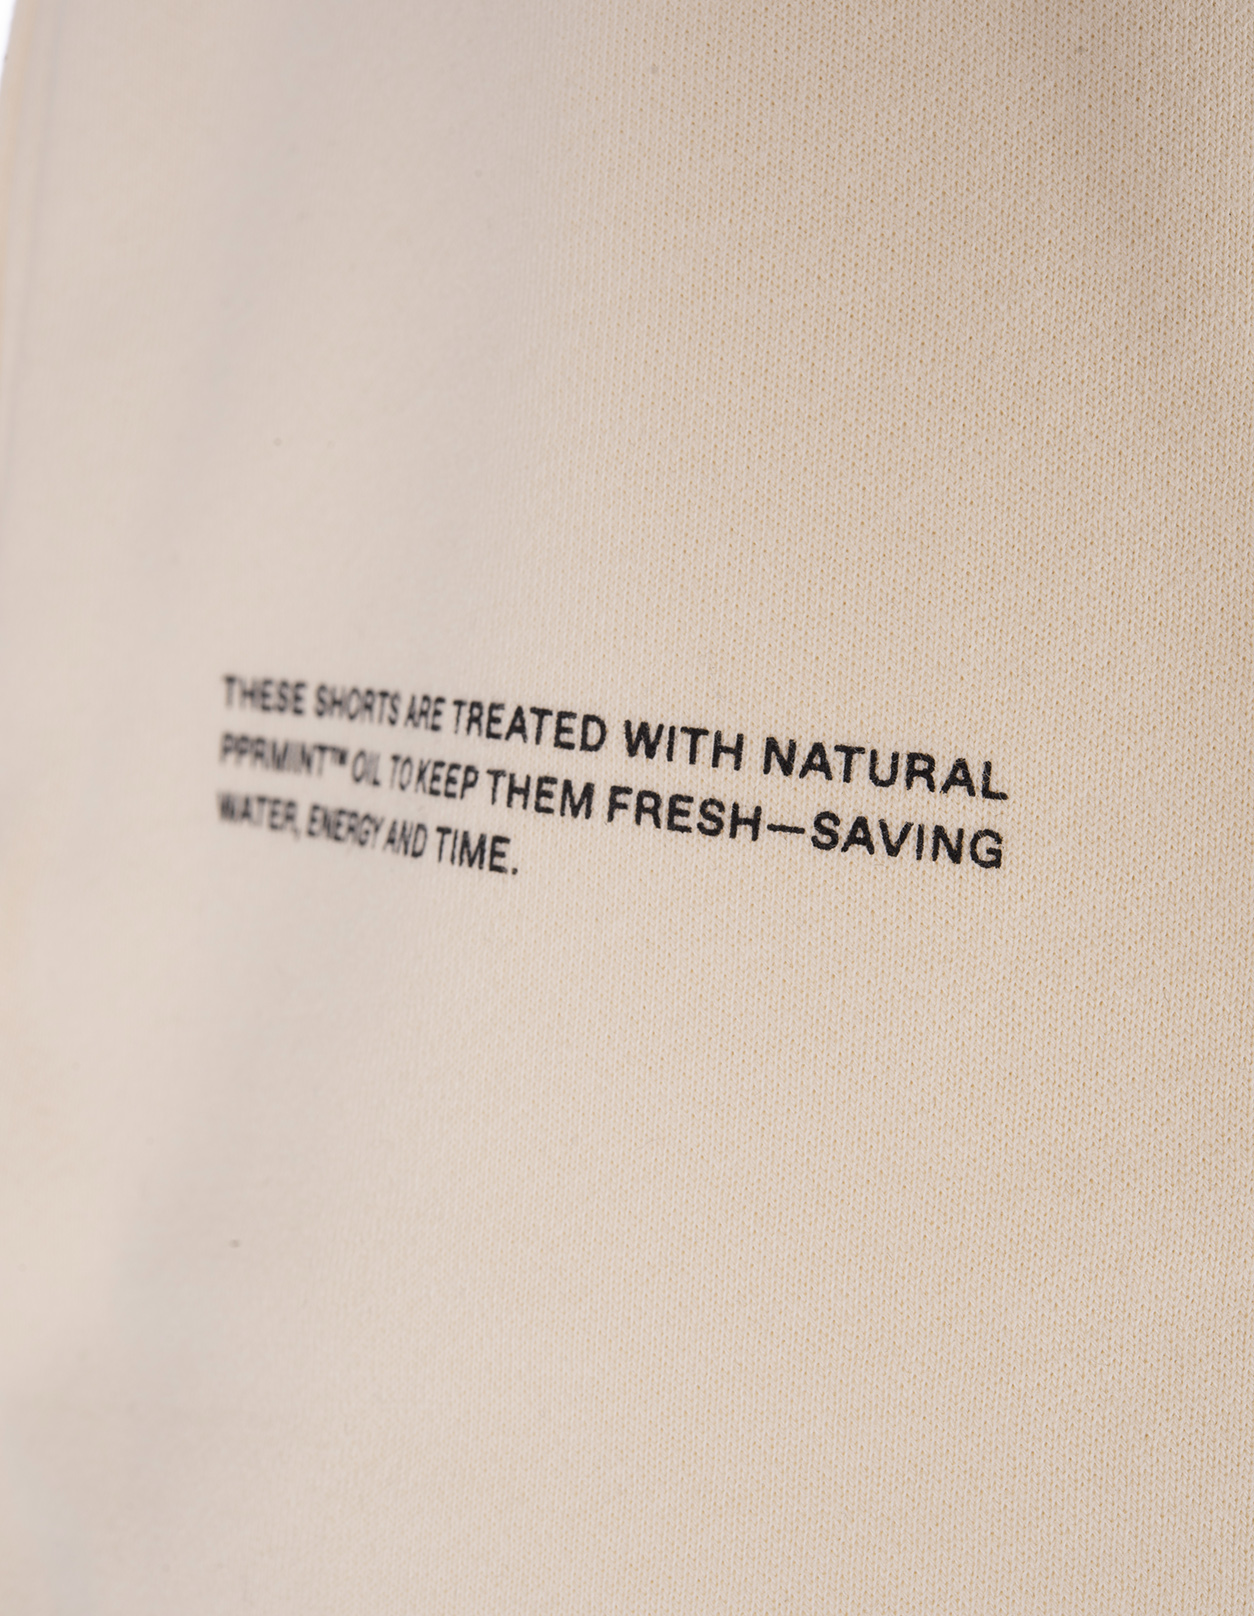 THESE SHORTS ARE TREATED WITH NATURAL
PPRMINT™ OIL TO KEEP THEM FRESH—SAVING
WATER, ENERGY AND TIME.